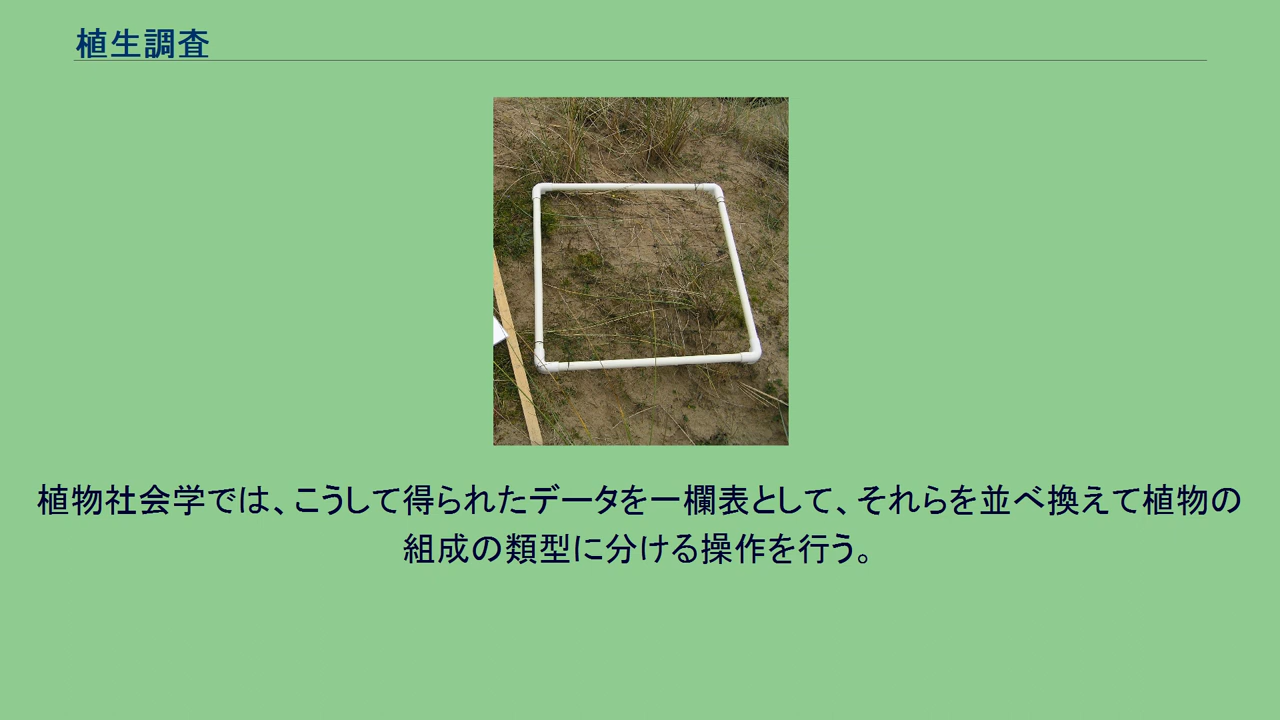 植生調査
植物社会学では、こうして得られたデータを一欄表として、それらを並べ換えて植物の
組成の類型に分ける操作を行う。